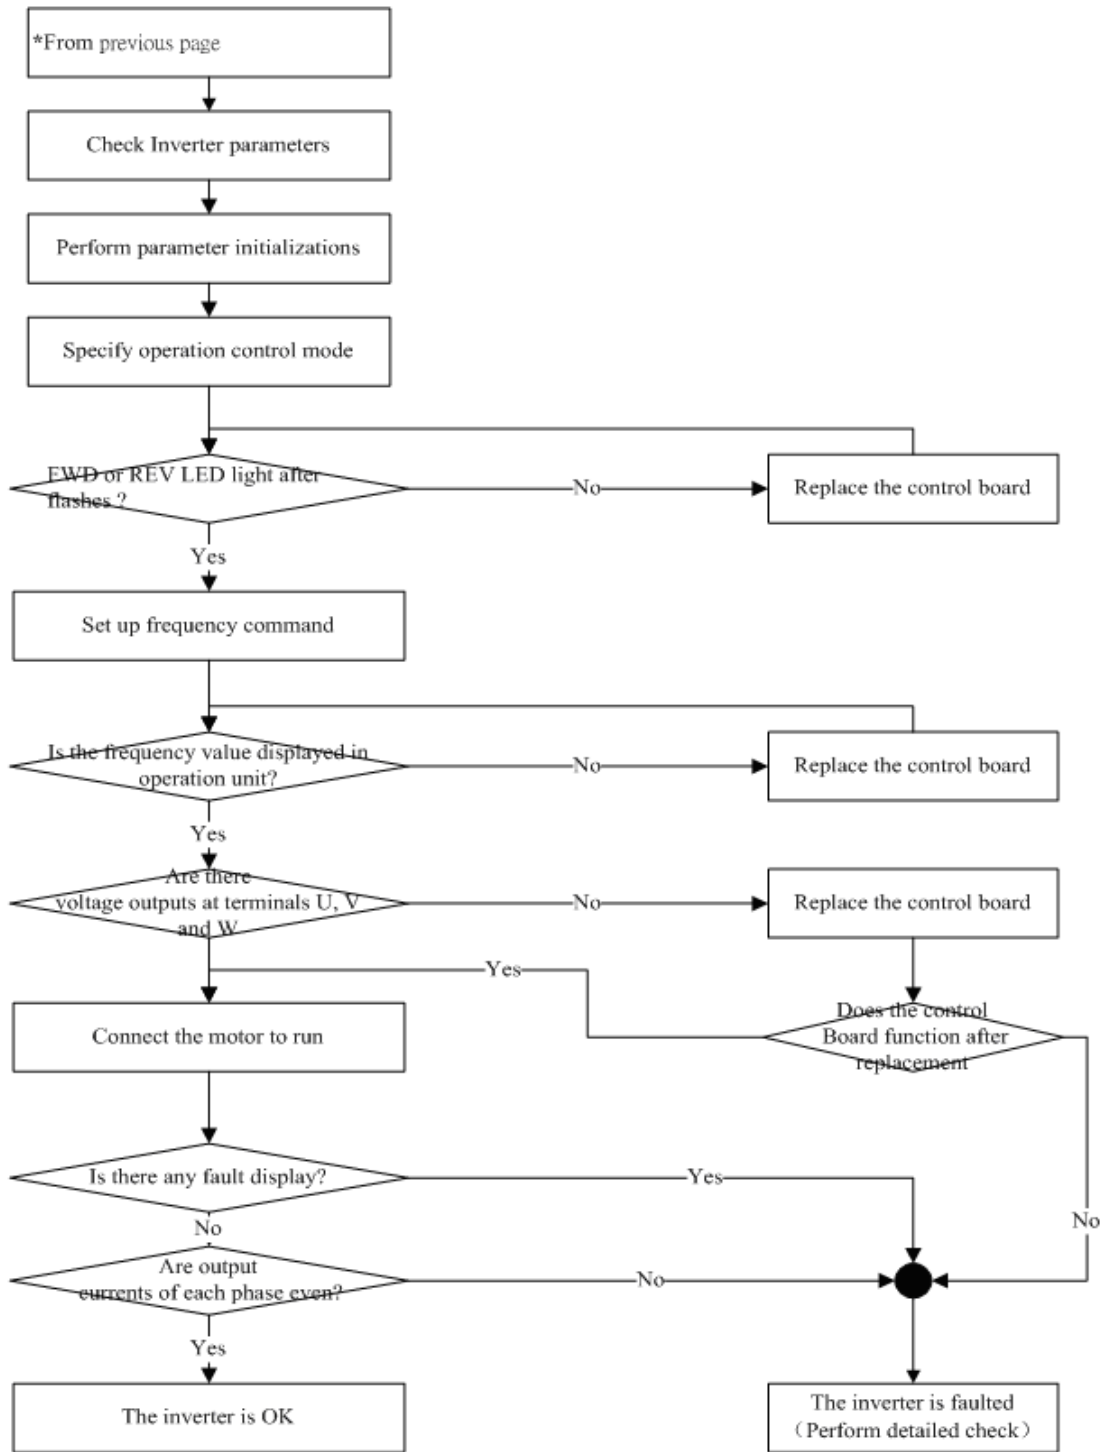 *From previous page
Check Inverter parameters
Perform parameter initializations
Specify operation control mode
FWD or REV LED light after
flashes ?
No
Replace the control board
Yes
Set up frequency command
Is the frequency value displayed in
operation unit?
No
Replace the control board
Yes
Are there
voltage outputs at terminals U, V
and W
No
Replace the control board
Yes
Does the control
Board function after
replacement
Connect the motor to run
Is there any fault display?
Yes
No
No
Are output
currents of each phase even?
No
Yes
The inverter is OK
The inverter is faulted
（Perform detailed check）